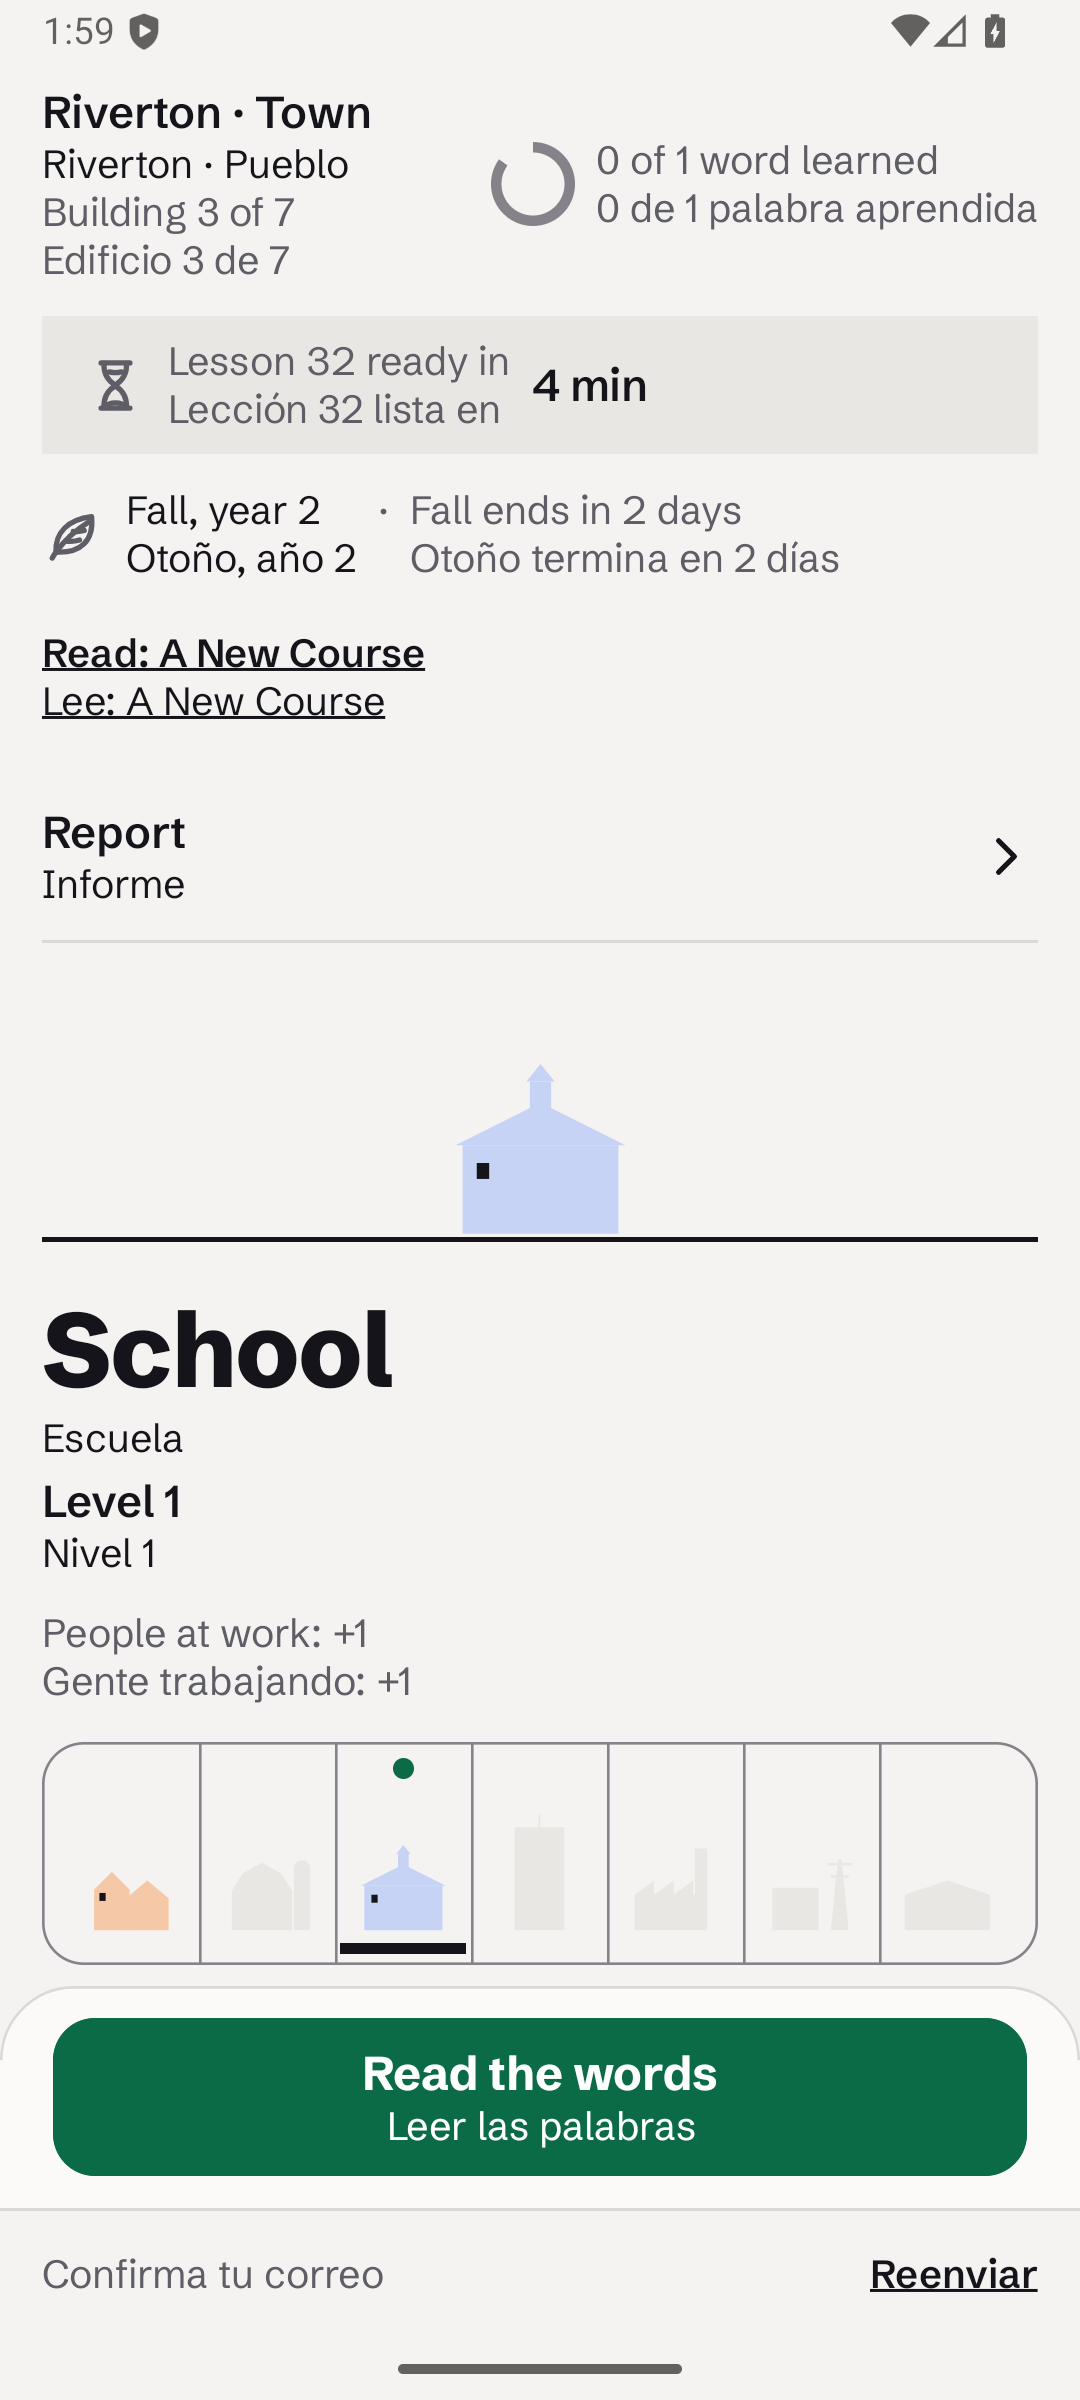 1:59
Riverton · Town
Riverton · Pueblo
Building 3 of 7
Edificio 3 de 7
0 of 1 word learned
0 de 1 palabra aprendida
Lesson 32 ready in
Lección 32 lista en
4 min
Fall, year 2 · Fall ends in 2 days
Otoño, año 2 Otoño termina en 2 días
Read: A New Course
Lee: A New Course
Report
Informe
School
Escuela
Level 1
Nivel 1
People at work: +1
Gente trabajando: +1
Read the words
Leer las palabras
Confirma tu correo
Reenviar